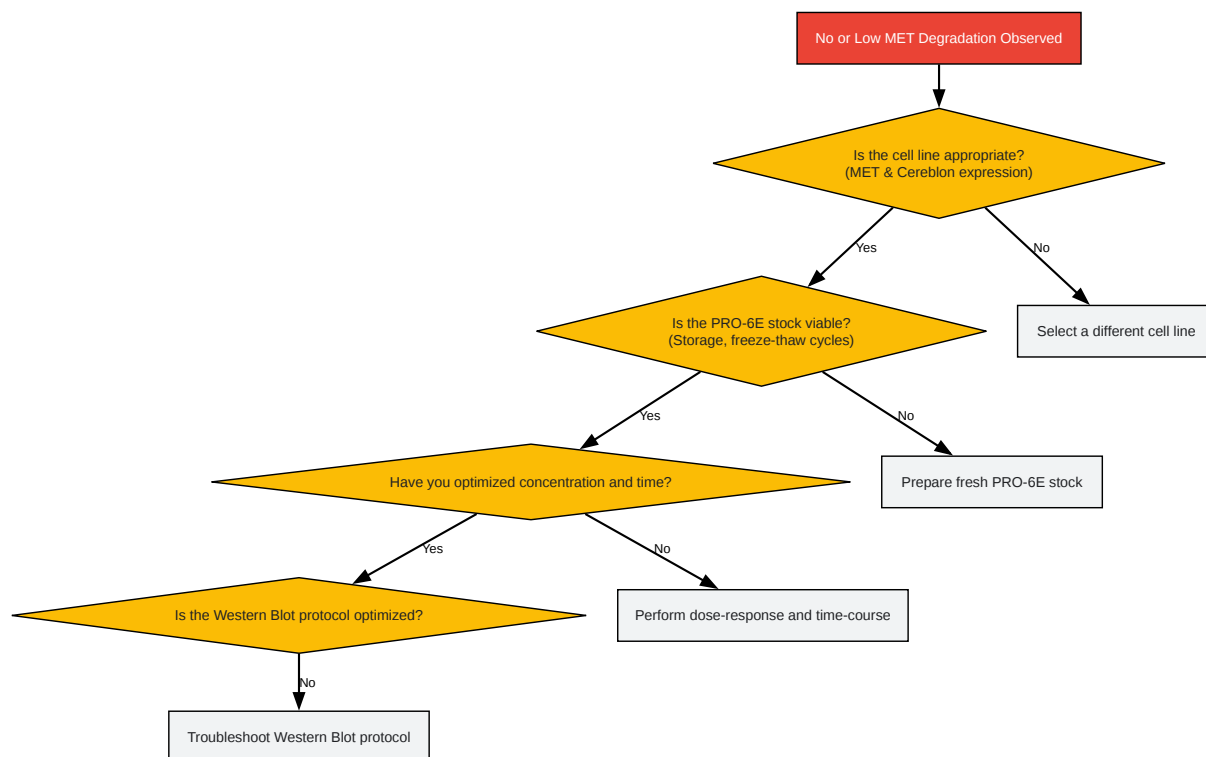 No or Low MET Degradation Observed
Is the cell line appropriate?
(MET & Cereblon expression)
Yes
No
Is the PRO-6E stock viable?
(Storage, freeze-thaw cycles)
Select a different cell line
Yes
No
Have you optimized concentration and time?
Prepare fresh PRO-6E stock
Yes
No
Is the Western Blot protocol optimized?
Perform dose-response and time-course
No
Troubleshoot Western Blot protocol